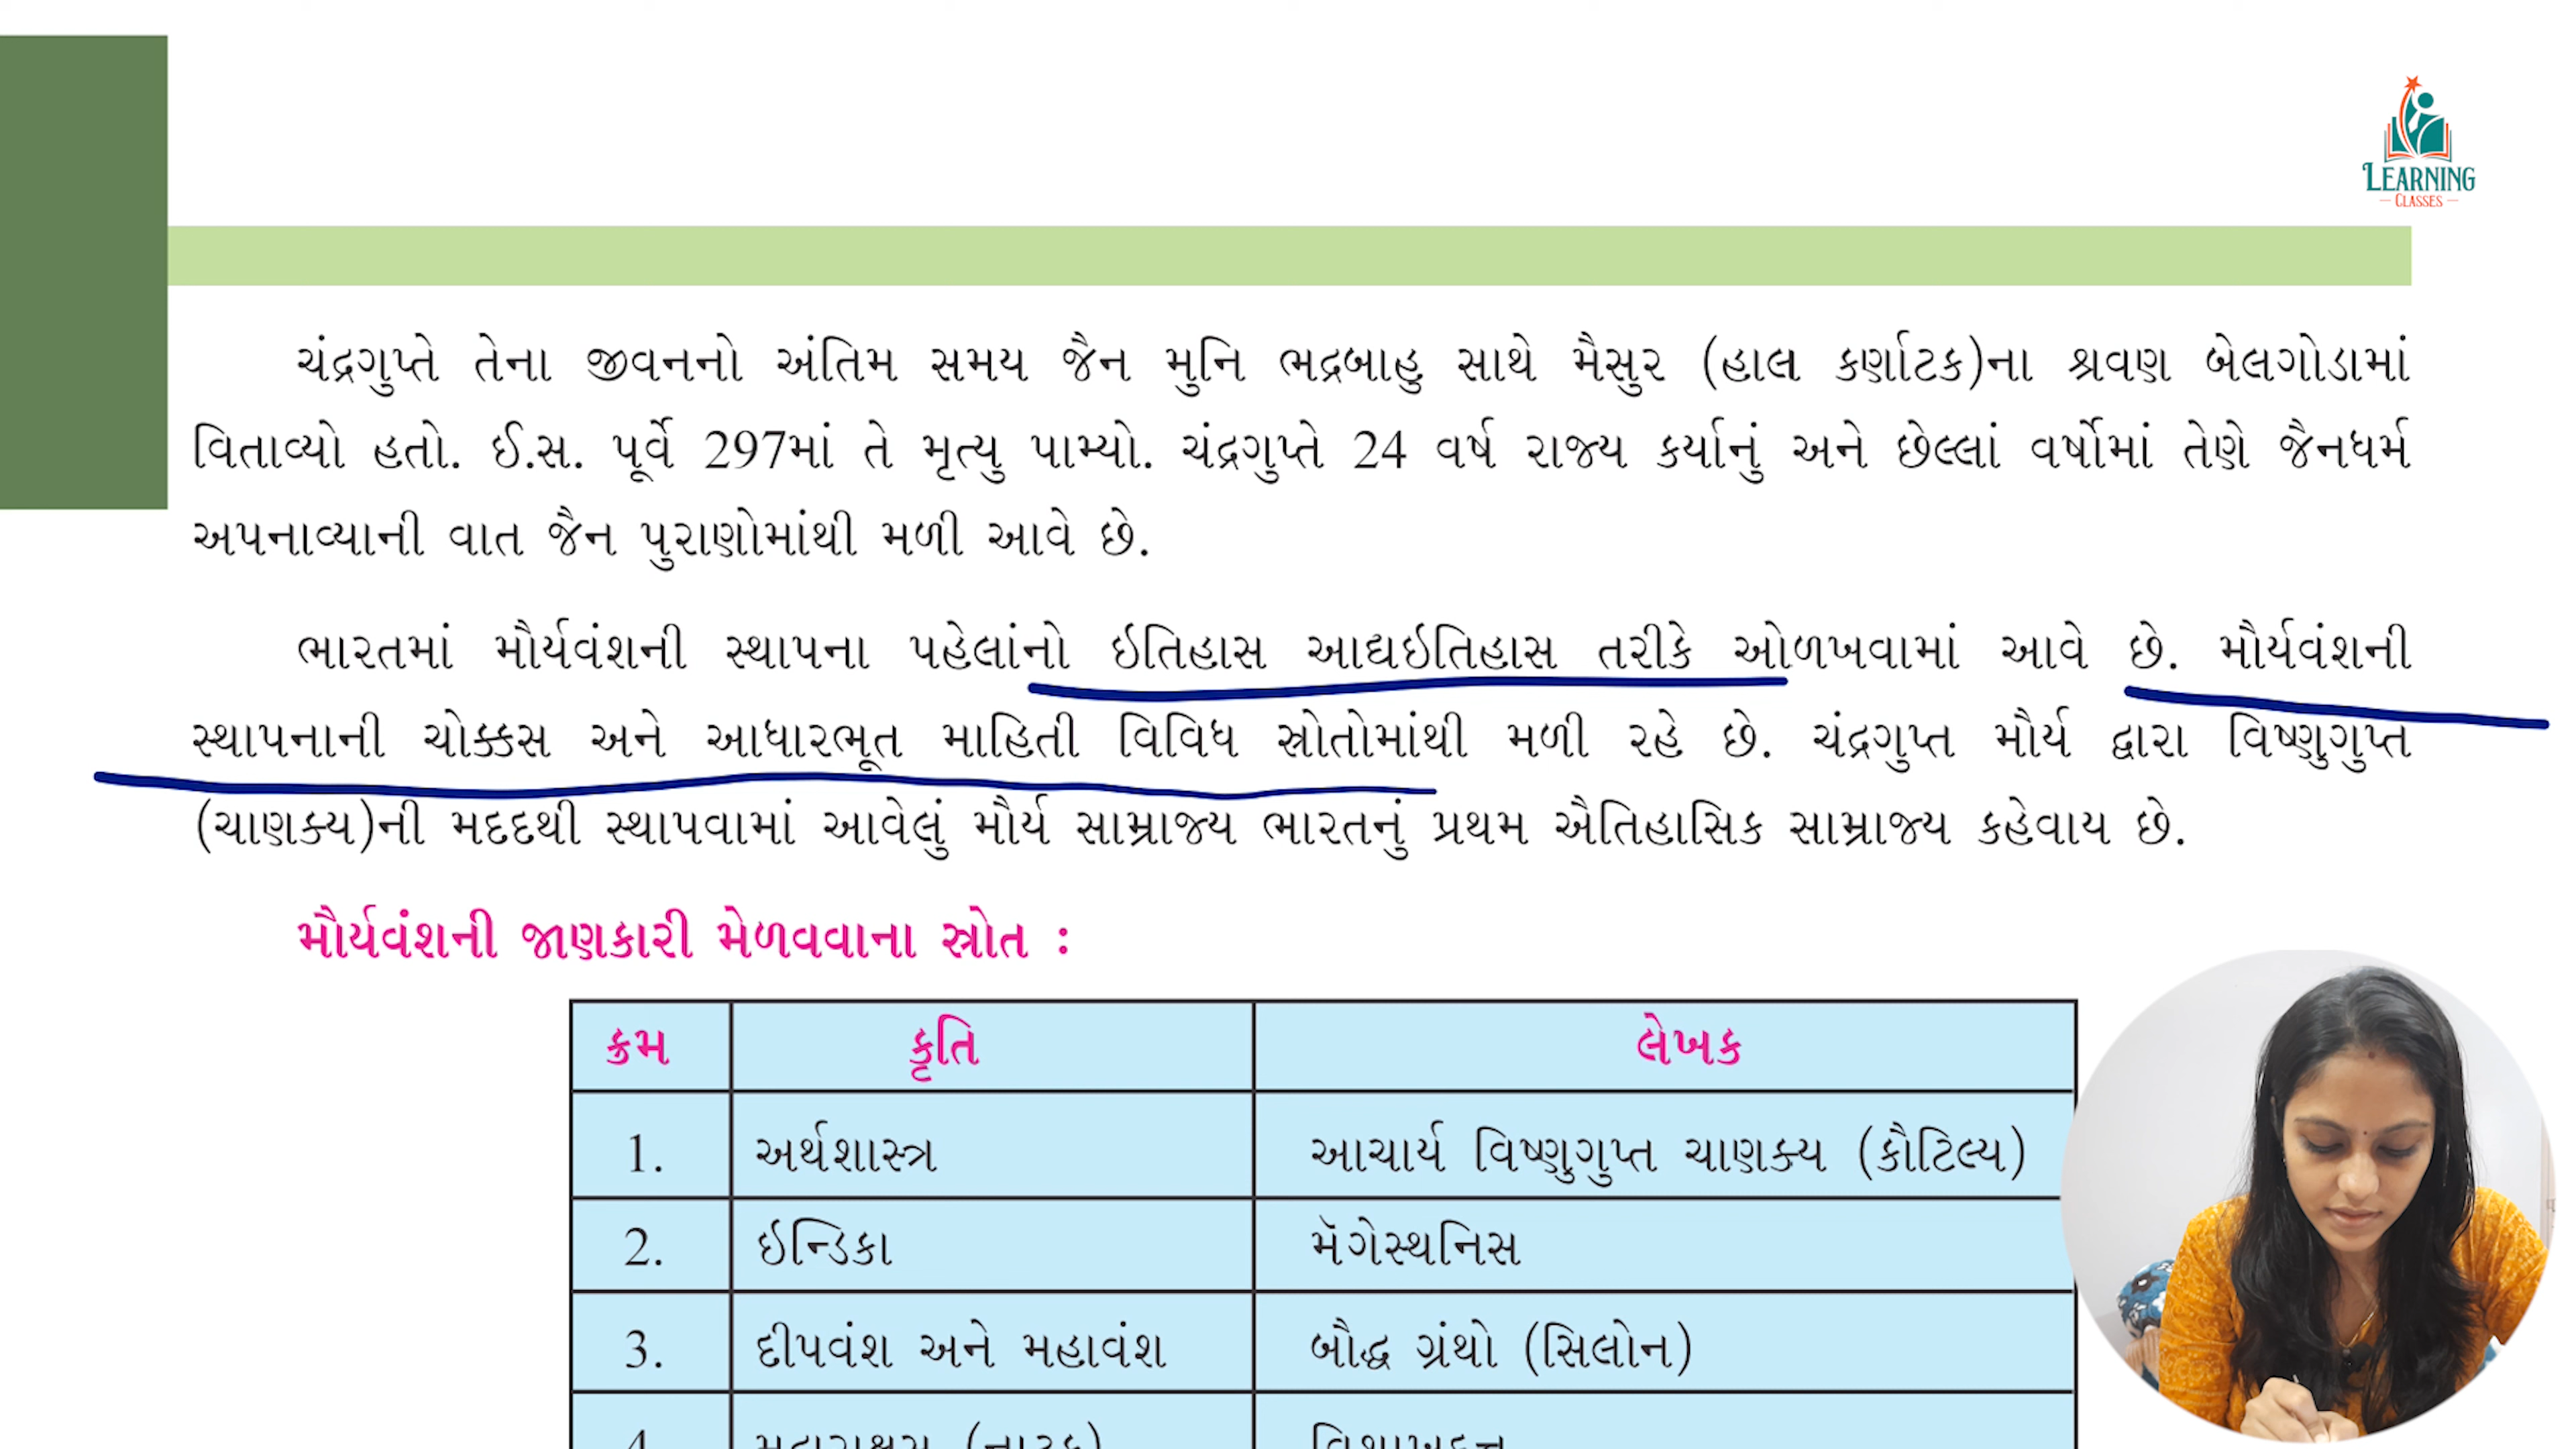 LEARNING
CLASSES
ચંદ્રગુપ્તે તેના જીવનનો અંતિમ સમય જૈન મુનિ ભદ્રબાહુ સાથે મૈસુર (હાલ કર્ણાટક)ના શ્રવણ બેલગોડામાં
વિતાવ્યો હતો. ઈ.સ. પૂર્વે 297માં તે મૃત્યુ પામ્યો. ચંદ્રગુપ્તે 24 વર્ષ રાજ્ય કર્યાનું અને છેલ્લાં વર્ષોમાં તેણે જૈનધર્મ
અપનાવ્યાની વાત જૈન પુરાણોમાંથી મળી આવે છે.
ભારતમાં મૌર્યવંશની સ્થાપના પહેલાંનો ઇતિહાસ આદ્યઇતિહાસ તરીકે ઓળખવામાં આવે છે. મૌર્યવંશની
સ્થાપનાની ચોક્કસ અને આધારભૂત માહિતી વિવિધ સ્રોતોમાંથી મળી રહે છે. ચંદ્રગુપ્ત મૌર્ય દ્વારા વિષ્ણુગુપ્ત
(ચાણક્ય)ની મદદથી સ્થાપવામાં આવેલું મૌર્ય સામ્રાજ્ય ભારતનું પ્રથમ ઐતિહાસિક સામ્રાજ્ય કહેવાય છે.
મૌર્યવંશની જાણકારી મેળવવાના સ્રોત :
ક્રમ કૃતિ લેખક
1. અર્થશાસ્ત્ર આચાર્ય વિષ્ણુગુપ્ત ચાણક્ય (કૌટિલ્ય)
2. ઇન્ડિકા મૅગેસ્થનિસ
3. દીપવંશ અને મહાવંશ બૌદ્ધ ગ્રંથો (સિલોન)